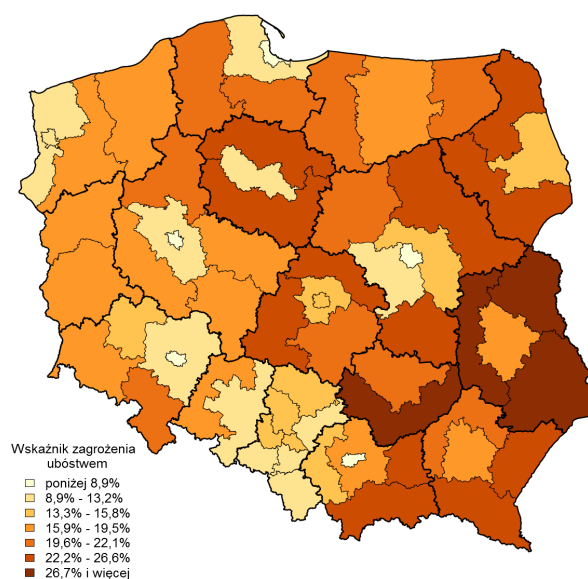 Wskaźnik zagrożenia
ubóstwem
poniżej 8,9%
8,9% - 13,2%
13,3% - 15,8%
15,9% - 19,5%
19,6% - 22,1%
22,2% - 26,6%
26,7% i więcej